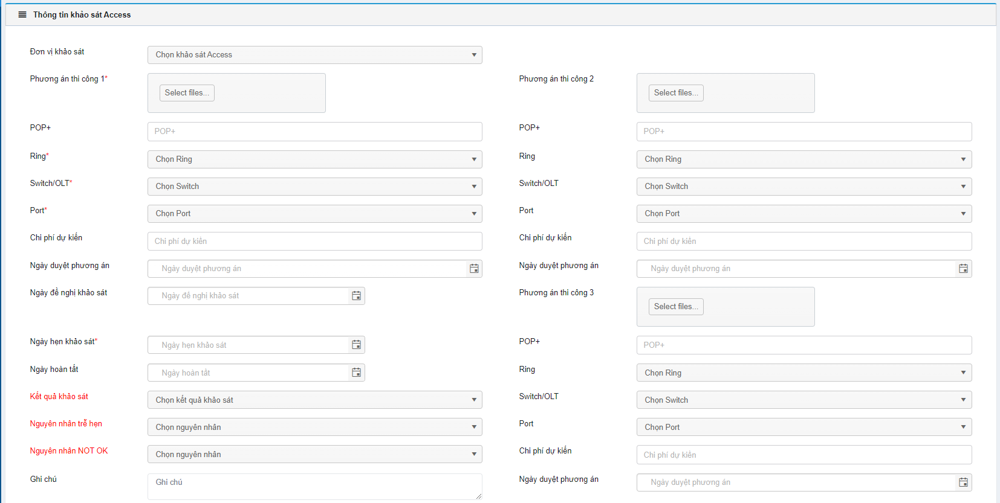 Thông tin khảo sát Access
Đơn vị khảo sát
Chọn khảo sát Access
Phương án thi công 1*
Select files...
Phương án thi công 2
Select files...
POP+
POP+
POP+
POP+
Ring*
Chọn Ring
Ring
Chọn Ring
Switch/OLT*
Chọn Switch
Switch/OLT
Chọn Switch
Port*
Chọn Port
Port
Chọn Port
Chi phí dự kiến
Chi phí dự kiến
Chi phí dự kiến
Chi phí dự kiến
Ngày duyệt phương án
Ngày duyệt phương án
Ngày duyệt phương án
Ngày duyệt phương án
Ngày đề nghị khảo sát
Ngày đề nghị khảo sát
Phương án thi công 3
Select files...
Ngày hẹn khảo sát*
Ngày hẹn khảo sát
POP+
POP+
Ngày hoàn tất
Ngày hoàn tất
Ring
Chọn Ring
Kết quả khảo sát
Chọn kết quả khảo sát
Switch/OLT
Chọn Switch
Nguyên nhân trễ hẹn
Chọn nguyên nhân
Port
Chọn Port
Nguyên nhân NOT OK
Chọn nguyên nhân
Chi phí dự kiến
Chi phí dự kiến
Ghi chú
Ghi chú
Ngày duyệt phương án
Ngày duyệt phương án